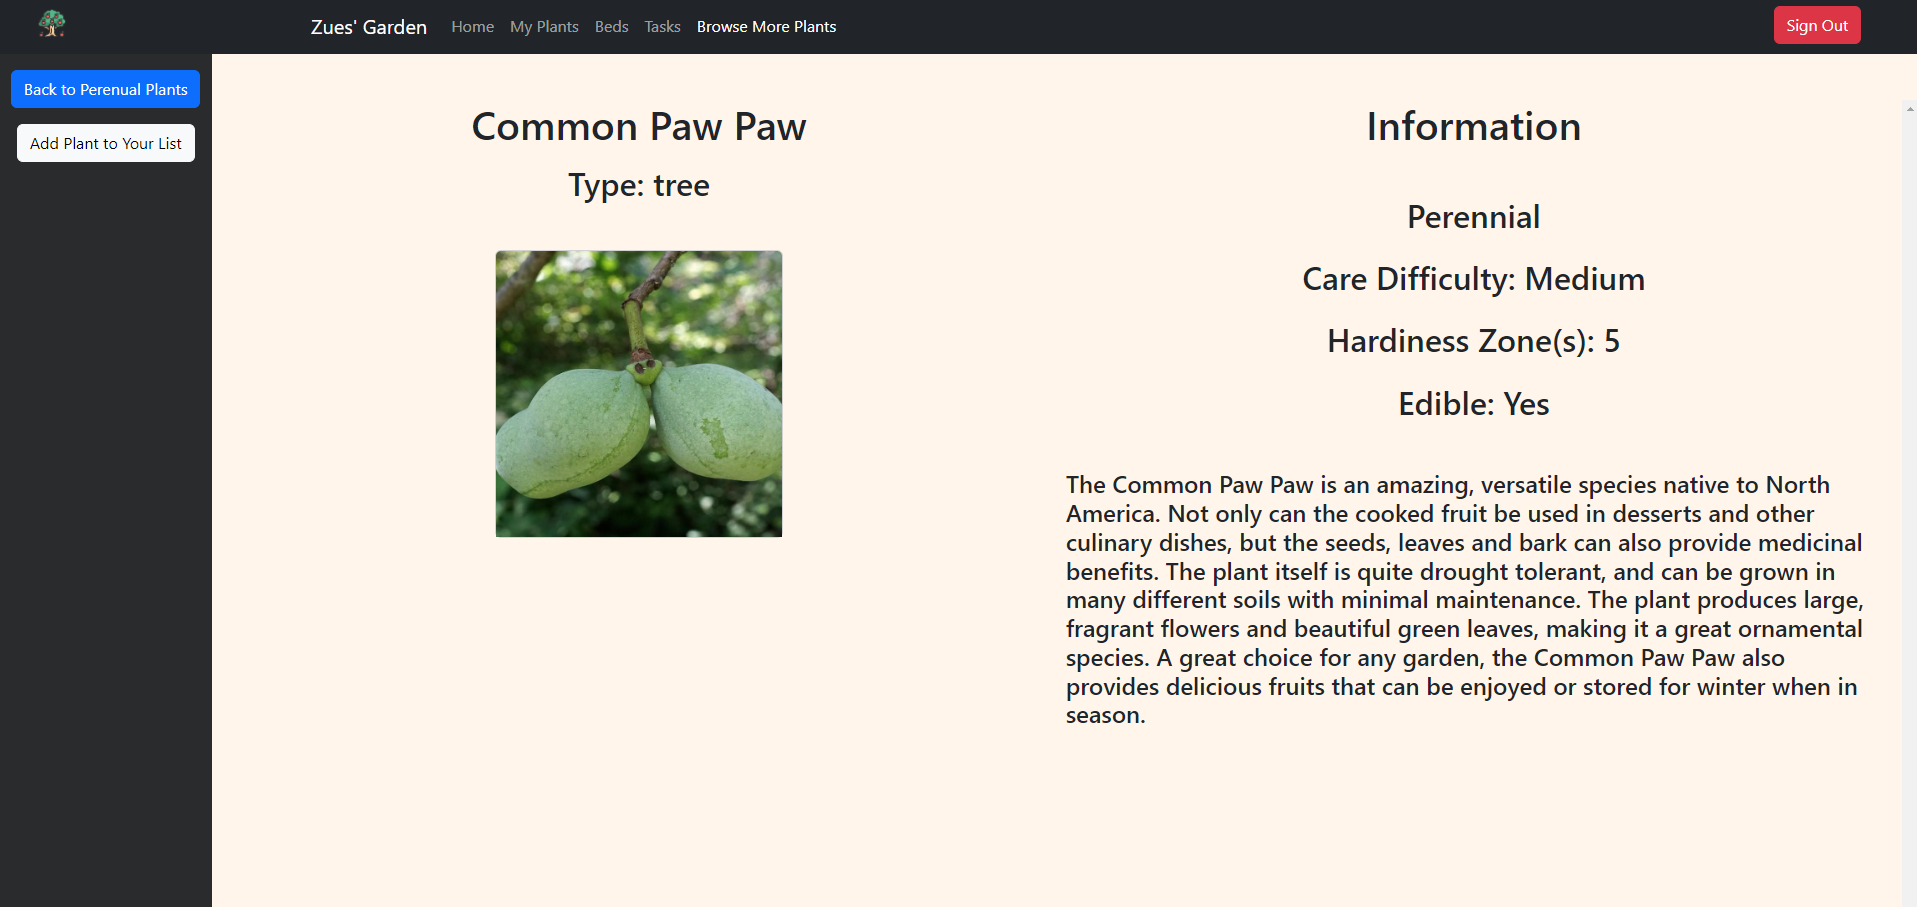 Zues' Garden Home My Plants Beds Tasks Browse More Plants Sign Out
Back to Perenual Plants
Add Plant to Your List
Common Paw Paw
Type: tree
Information
Perennial
Care Difficulty: Medium
Hardiness Zone(s): 5
Edible: Yes
The Common Paw Paw is an amazing, versatile species native to North
America. Not only can the cooked fruit be used in desserts and other
culinary dishes, but the seeds, leaves and bark can also provide medicinal
benefits. The plant itself is quite drought tolerant, and can be grown in
many different soils with minimal maintenance. The plant produces large,
fragrant flowers and beautiful green leaves, making it a great ornamental
species. A great choice for any garden, the Common Paw Paw also
provides delicious fruits that can be enjoyed or stored for winter when in
season.